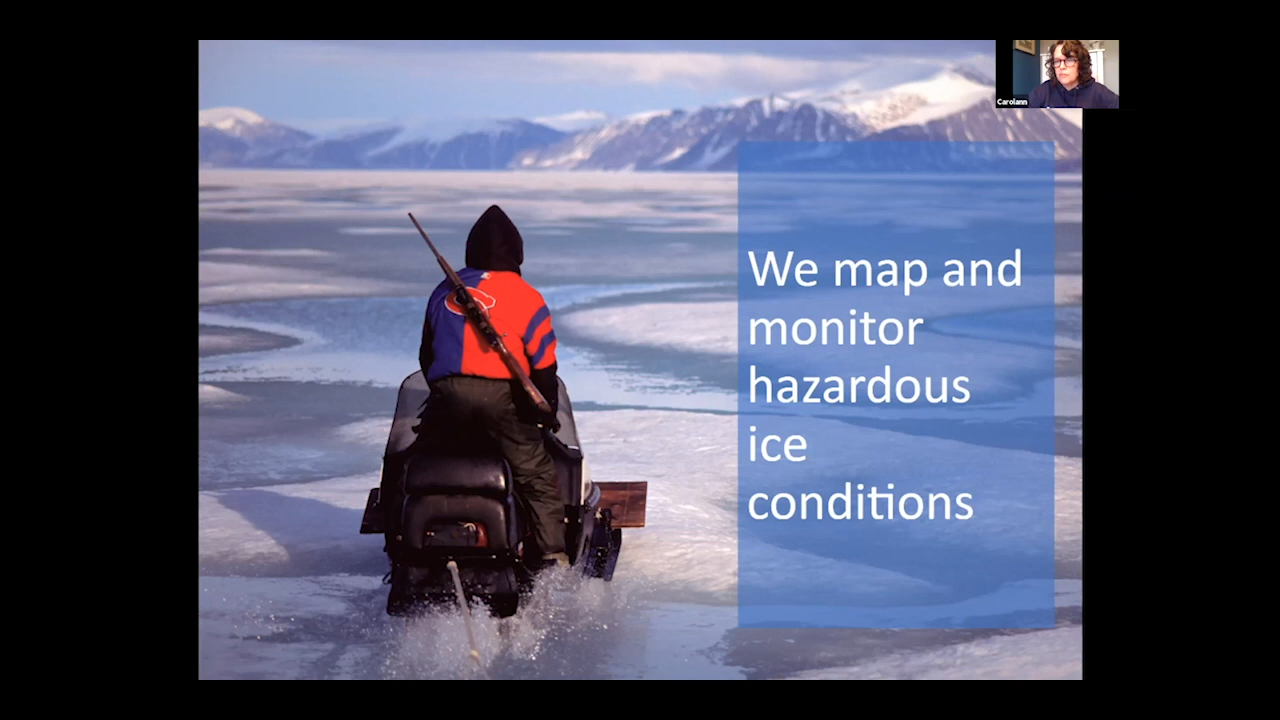 Carolann
We map and
monitor
hazardous
ice
conditions